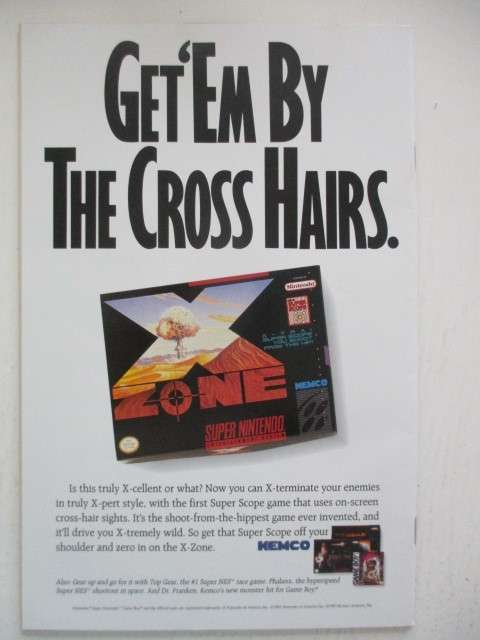 GET 'EM BY
THE CROSS HAIRS.
Nintendo
SUPER SCOPE
X
ZONE
KEMCO
SUPER NINTENDO
Is this truly X-cellent or what? Now you can X-terminate your enemies
in truly X-pert style, with the first Super Scope game that uses on-screen
cross-hair sights. It's the shoot-from-the-hippest game ever invented, and
it'll drive you X-tremely wild. So get that Super Scope off your
shoulder and zero in on the X-Zone.
KEMCO
Also: Gear up and go for it with Top Gear, the #1 Super NES race game. Phalanx, the hyperspeed
Super NES shootout in space. And Dr. Franken, Kemco's new monster hit for Game Boy.